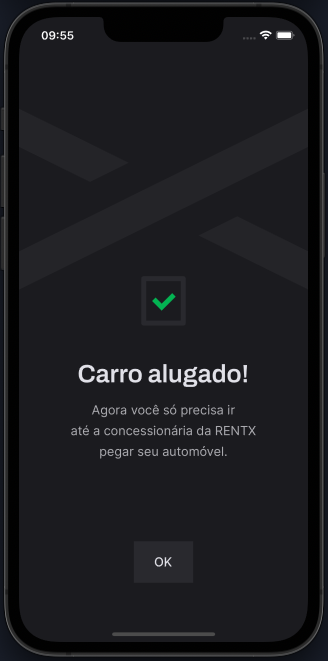 09:55
Carro alugado!
Agora você só precisa ir
até a concessionária da RENTX
pegar seu automóvel.
OK